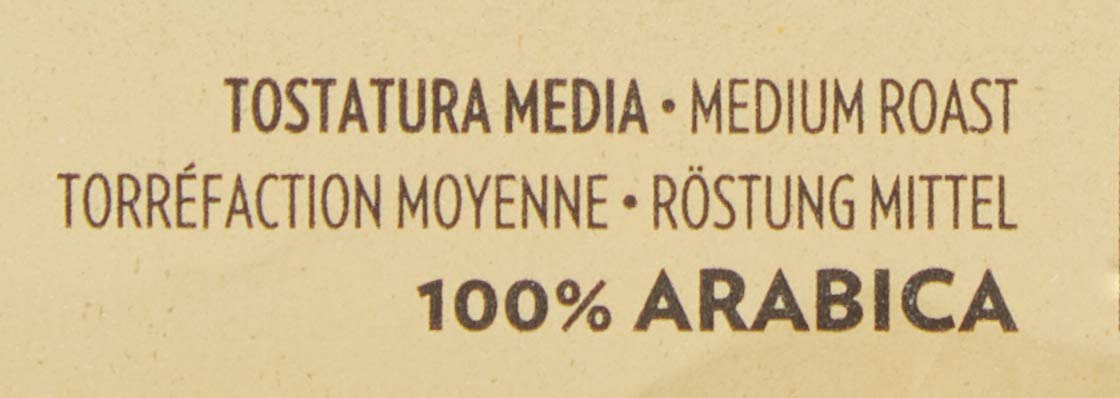 TOSTATURA MEDIA • MEDIUM ROAST
TORRÉFACTION MOYENNE • RÖSTUNG MITTEL
100% ARABICA